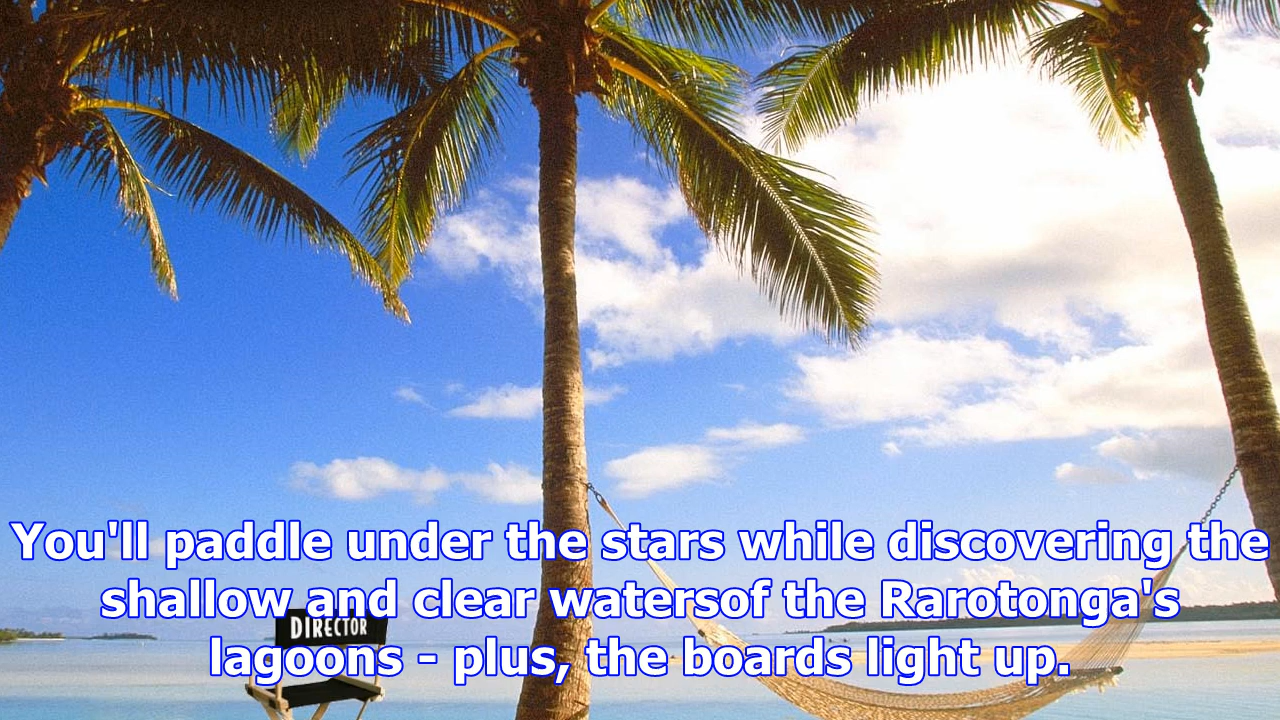 You'll paddle under the stars while discovering the
shallow and clear watersof the Rarotonga's
DIRECTOR
lagoons - plus, the boards light up.